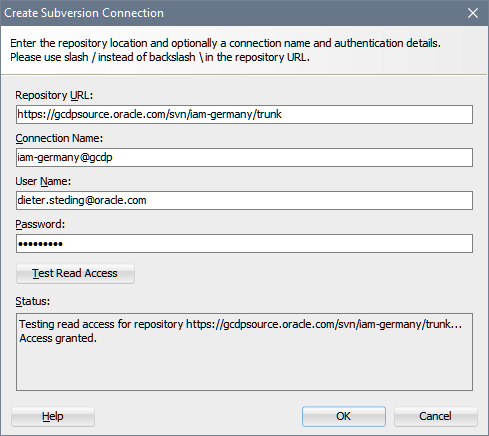 Create Subversion Connection
Enter the repository location and optionally a connection name and authentication details.
Please use slash / instead of backslash \ in the repository URL.
Repository URL:
https://gcdpsource.oracle.com/svn/iam-germany/trunk
Connection Name:
iam-germany@gcdp
User Name:
dieter.steding@oracle.com
Password:
•••••••••
Test Read Access
Status:
Testing read access for repository https://gcdpsource.oracle.com/svn/iam-germany/trunk...
Access granted.
Help OK Cancel